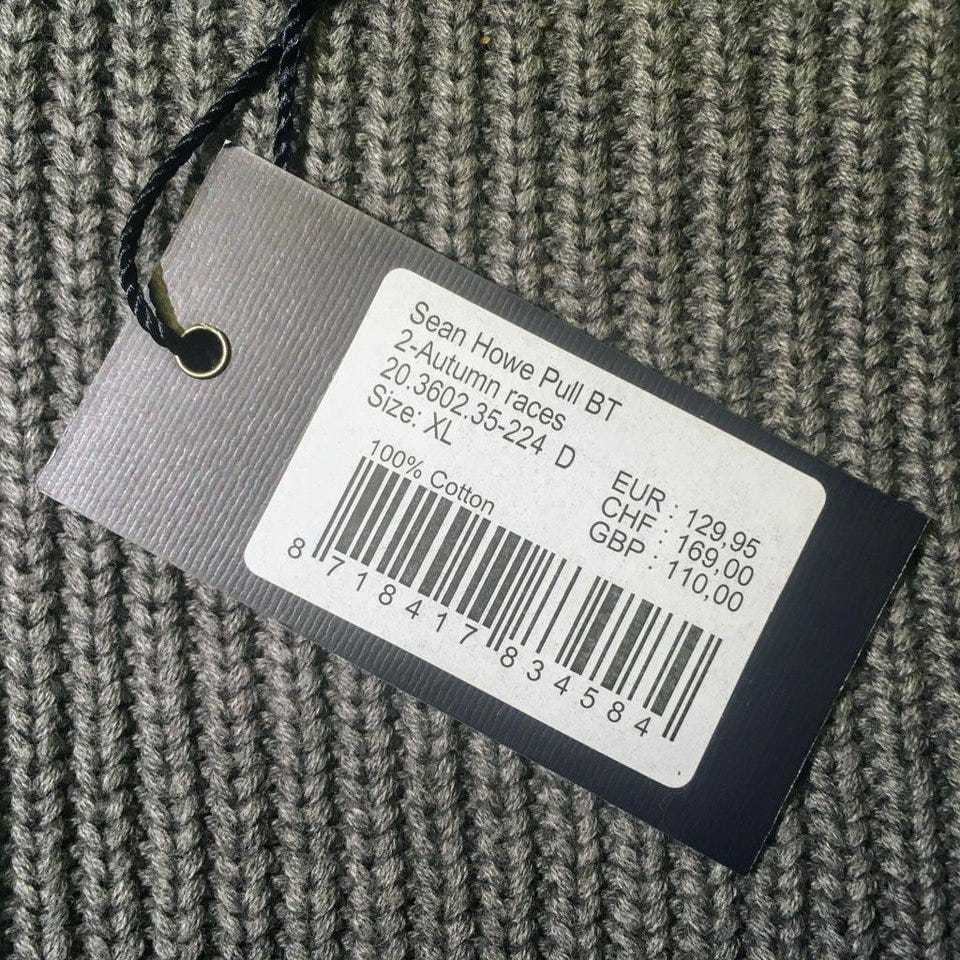 Sean Howe Pull BT
2-Autumn races
20.3602.35-224 D
Size: XL
EUR : 129,95
CHF : 169,00
GBP : 110,00
100% Cotton
8 718417 834584